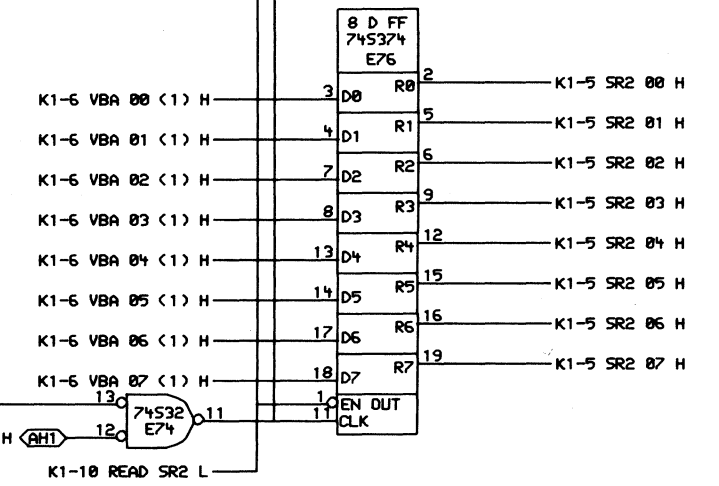 8 D FF
74S374
E76
K1-6 VBA 00 (1) H 3 D0 R0 2 K1-5 SR2 00 H
K1-6 VBA 01 (1) H 4 D1 R1 5 K1-5 SR2 01 H
K1-6 VBA 02 (1) H 7 D2 R2 6 K1-5 SR2 02 H
K1-6 VBA 03 (1) H 8 D3 R3 9 K1-5 SR2 03 H
K1-6 VBA 04 (1) H 13 D4 R4 12 K1-5 SR2 04 H
K1-6 VBA 05 (1) H 14 D5 R5 15 K1-5 SR2 05 H
K1-6 VBA 06 (1) H 17 D6 R6 16 K1-5 SR2 06 H
K1-6 VBA 07 (1) H 18 D7 R7 19 K1-5 SR2 07 H
13 74S32 1 EN OUT
E74 11 11 CLK
H AH1 12
K1-10 READ SR2 L